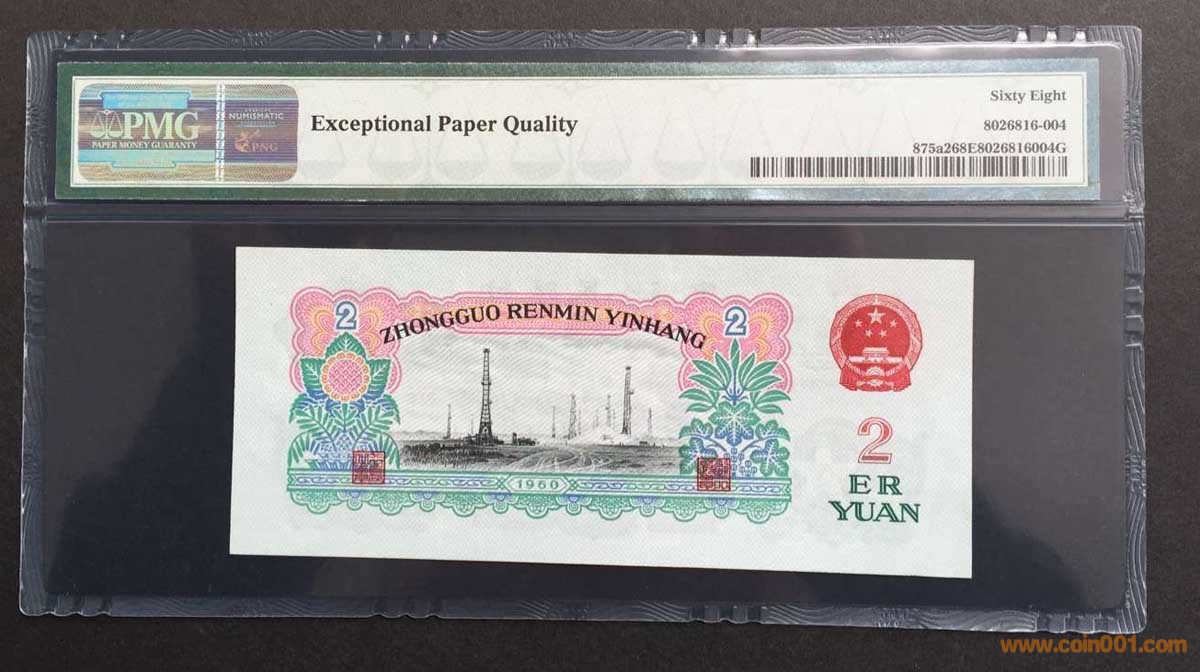 PMG
PAPER MONEY GUARANTY
NUMISMATIC
PNG
Exceptional Paper Quality
Sixty Eight
8026816-004
875a268E8026816004G
2
ZHONGGUO RENMIN YINHANG
2
1960
2
ER
YUAN
www.coin001.com